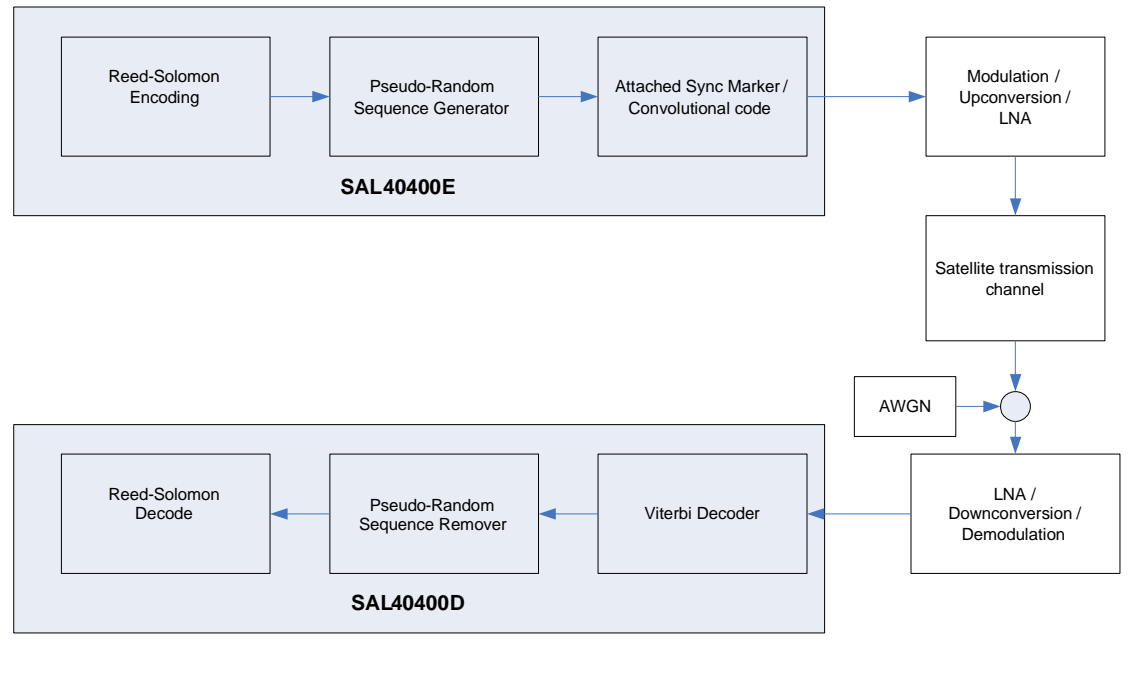 Reed-Solomon
Encoding
Pseudo-Random
Sequence Generator
Attached Sync Marker /
Convolutional code
SAL40400E
Modulation /
Upconversion /
LNA
Satellite transmission
channel
AWGN
LNA /
Downconversion /
Demodulation
Viterbi Decoder
Pseudo-Random
Sequence Remover
Reed-Solomon
Decode
SAL40400D